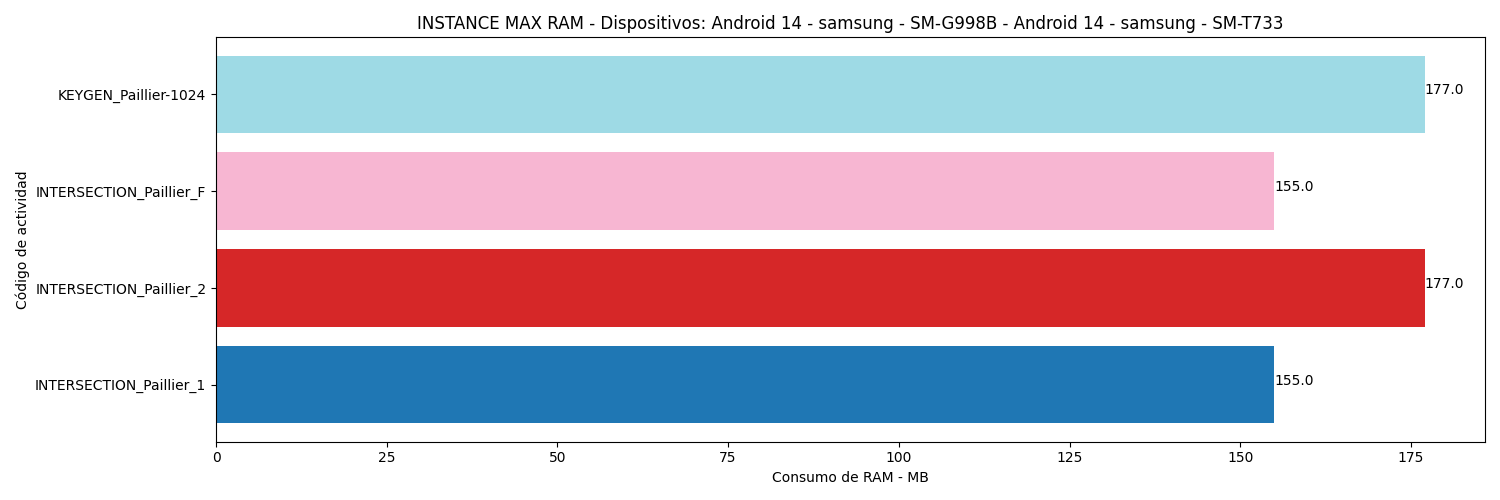 INSTANCE MAX RAM - Dispositivos: Android 14 - samsung - SM-G998B - Android 14 - samsung - SM-T733
Código de actividad
KEYGEN_Paillier-1024
177.0
INTERSECTION_Paillier_F
155.0
INTERSECTION_Paillier_2
177.0
INTERSECTION_Paillier_1
155.0
0 25 50 75 100 125 150 175
Consumo de RAM - MB